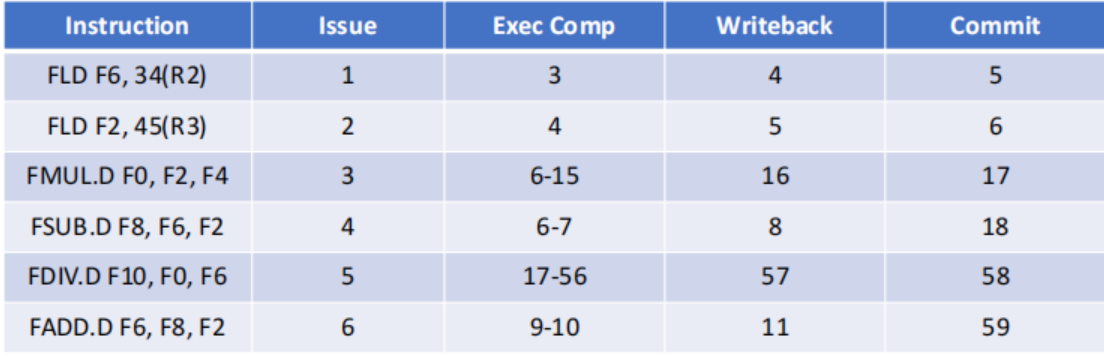 Instruction Issue Exec Comp Writeback Commit
FLD F6, 34(R2) 1 3 4 5
FLD F2, 45(R3) 2 4 5 6
FMUL.D F0, F2, F4 3 6-15 16 17
FSUB.D F8, F6, F2 4 6-7 8 18
FDIV.D F10, F0, F6 5 17-56 57 58
FADD.D F6, F8, F2 6 9-10 11 59